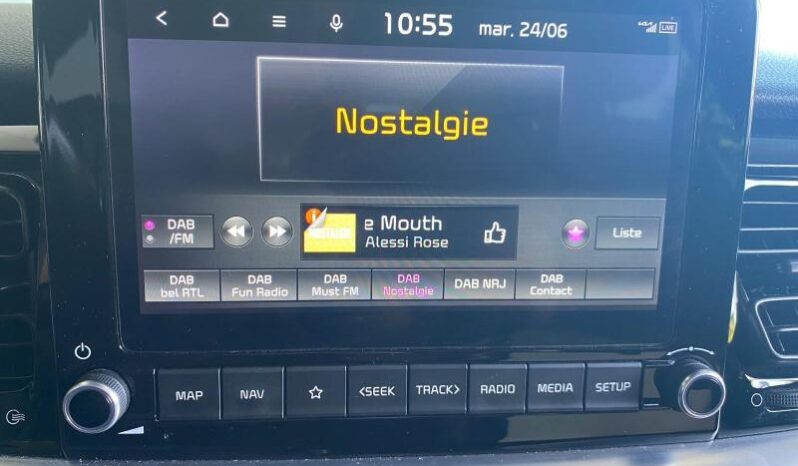 10:55 mar. 24/06 LIVE
Nostalgie
DAB
/FM
NOSTALGIE
e Mouth
Alessi Rose
Liste
DAB
bel RTL
DAB
Fun Radio
DAB
Must FM
DAB
Nostalgie
DAB NRJ
DAB
Contact
MAP NAV <SEEK TRACK> RADIO MEDIA SETUP